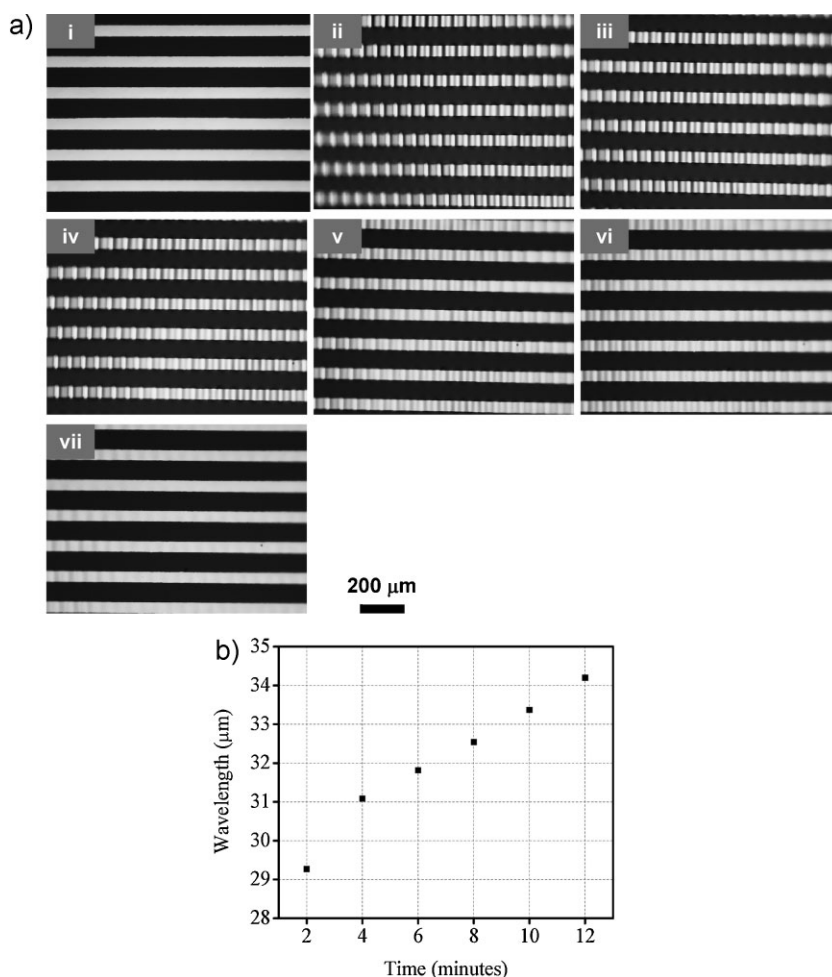 a)
i
ii
iii
iv
v
vi
vii
200 μm
b)
35
34
33
32
31
30
29
28
Wavelength (μm)
2 4 6 8 10 12
Time (minutes)